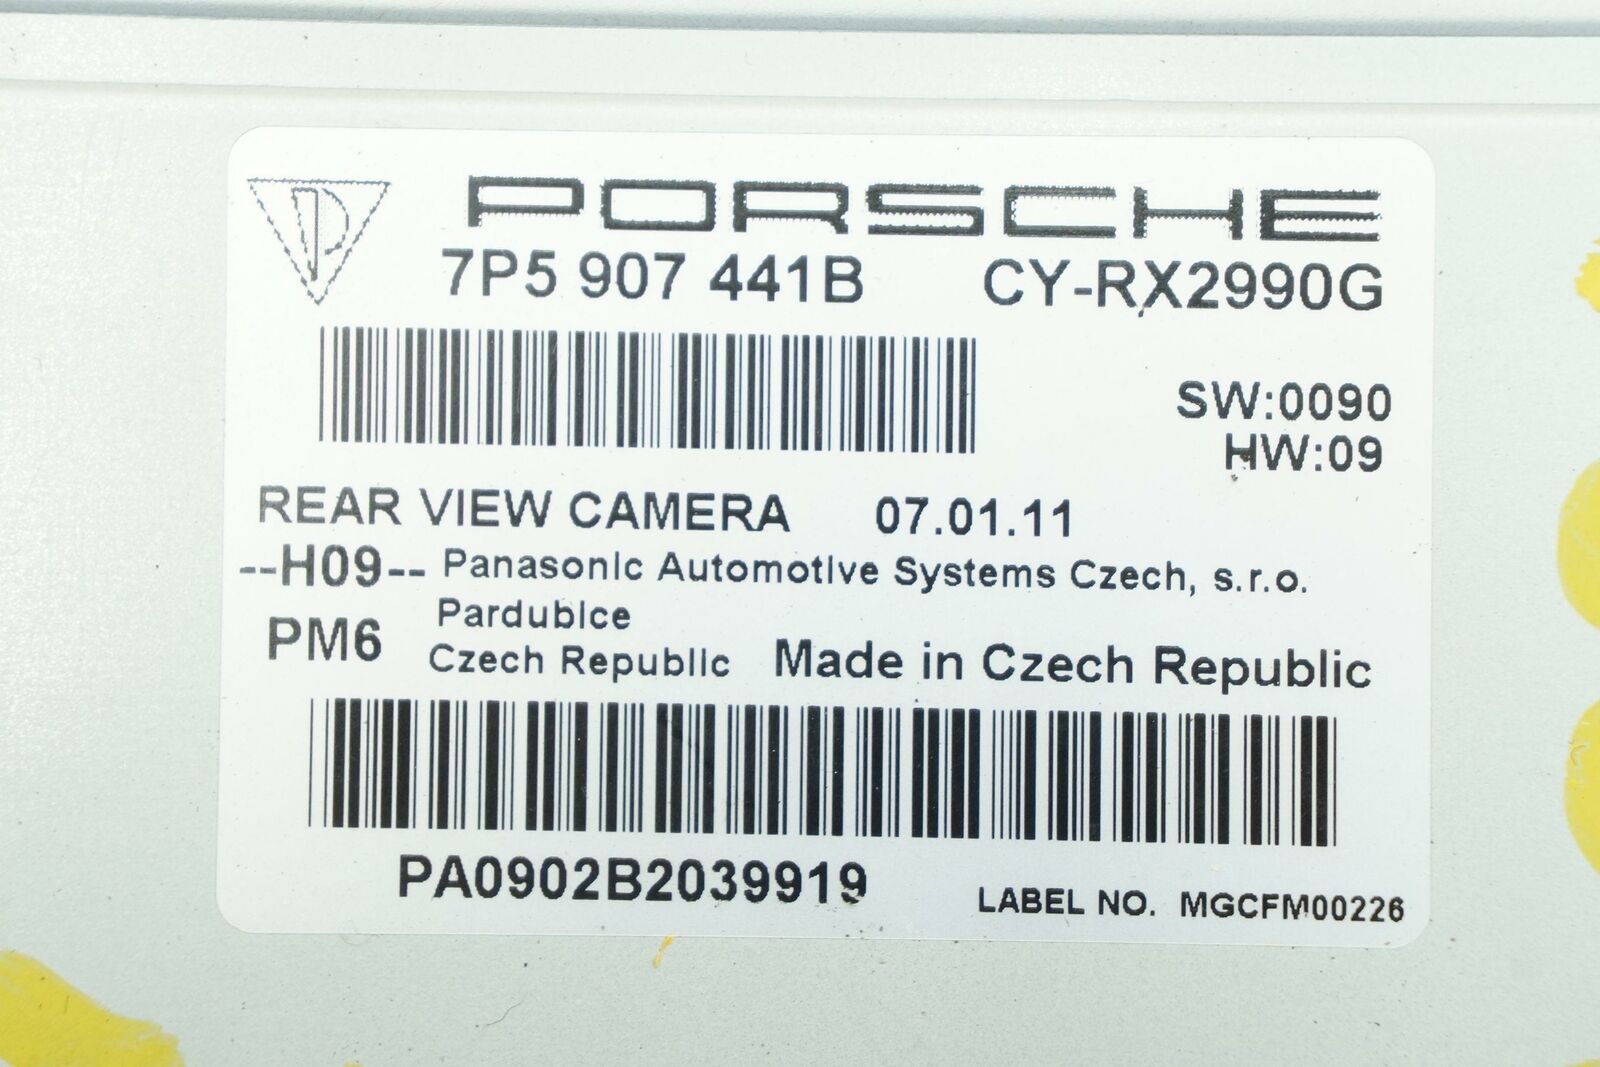 PORSCHE
7P5 907 441B CY-RX2990G
SW:0090
HW:09
REAR VIEW CAMERA 07.01.11
--H09-- Panasonic Automotive Systems Czech, s.r.o.
Pardubice
PM6 Czech Republic Made in Czech Republic
PA0902B2039919
LABEL NO. MGCFM00226